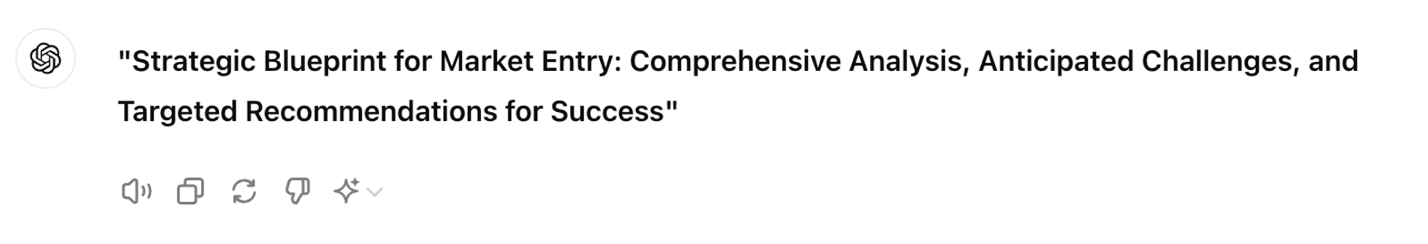 "Strategic Blueprint for Market Entry: Comprehensive Analysis, Anticipated Challenges, and
Targeted Recommendations for Success"